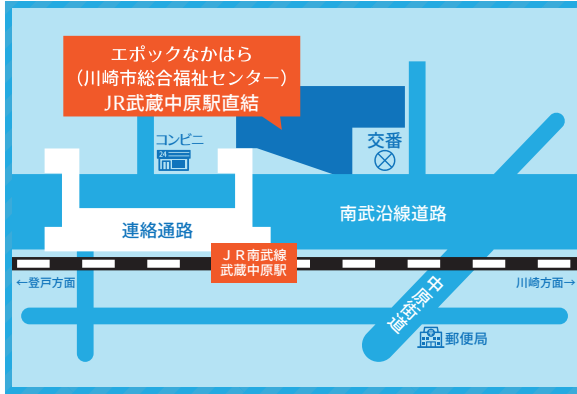 エポックなかはら
（川崎市総合福祉センター）
JR武蔵中原駅直結
コンビニ
24
交番
南武沿線道路
連絡通路
ＪＲ南武線
武蔵中原駅
←登戸方面
川崎方面→
中原街道
郵便局